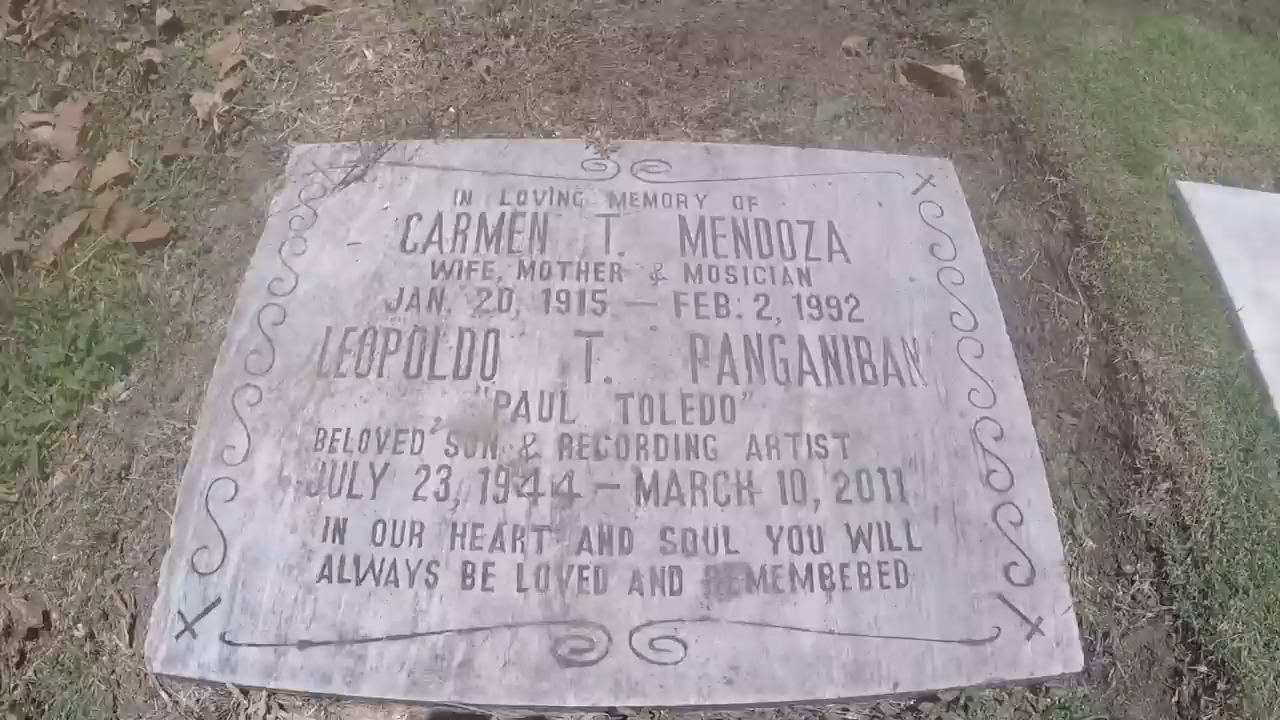 IN LOVING MEMORY OF
CARMEN T. MENDOZA
WIFE, MOTHER & MOSICIAN
JAN. 20, 1915 – FEB. 2, 1992
LEOPOLDO T. PANGANIBAN
"PAUL TOLEDO"
BELOVED SON & RECORDING ARTIST
JULY 23, 1944 – MARCH 10, 2011
IN OUR HEART AND SOUL YOU WILL
ALWAYS BE LOVED AND REMEMBEBED